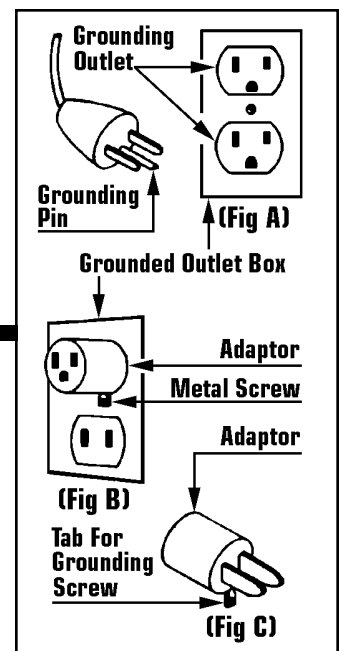 Grounding
Outlet
Grounding
Pin
(Fig A)
Grounded Outlet Box
Adaptor
Metal Screw
(Fig B)
Adaptor
Tab For
Grounding
Screw
(Fig C)